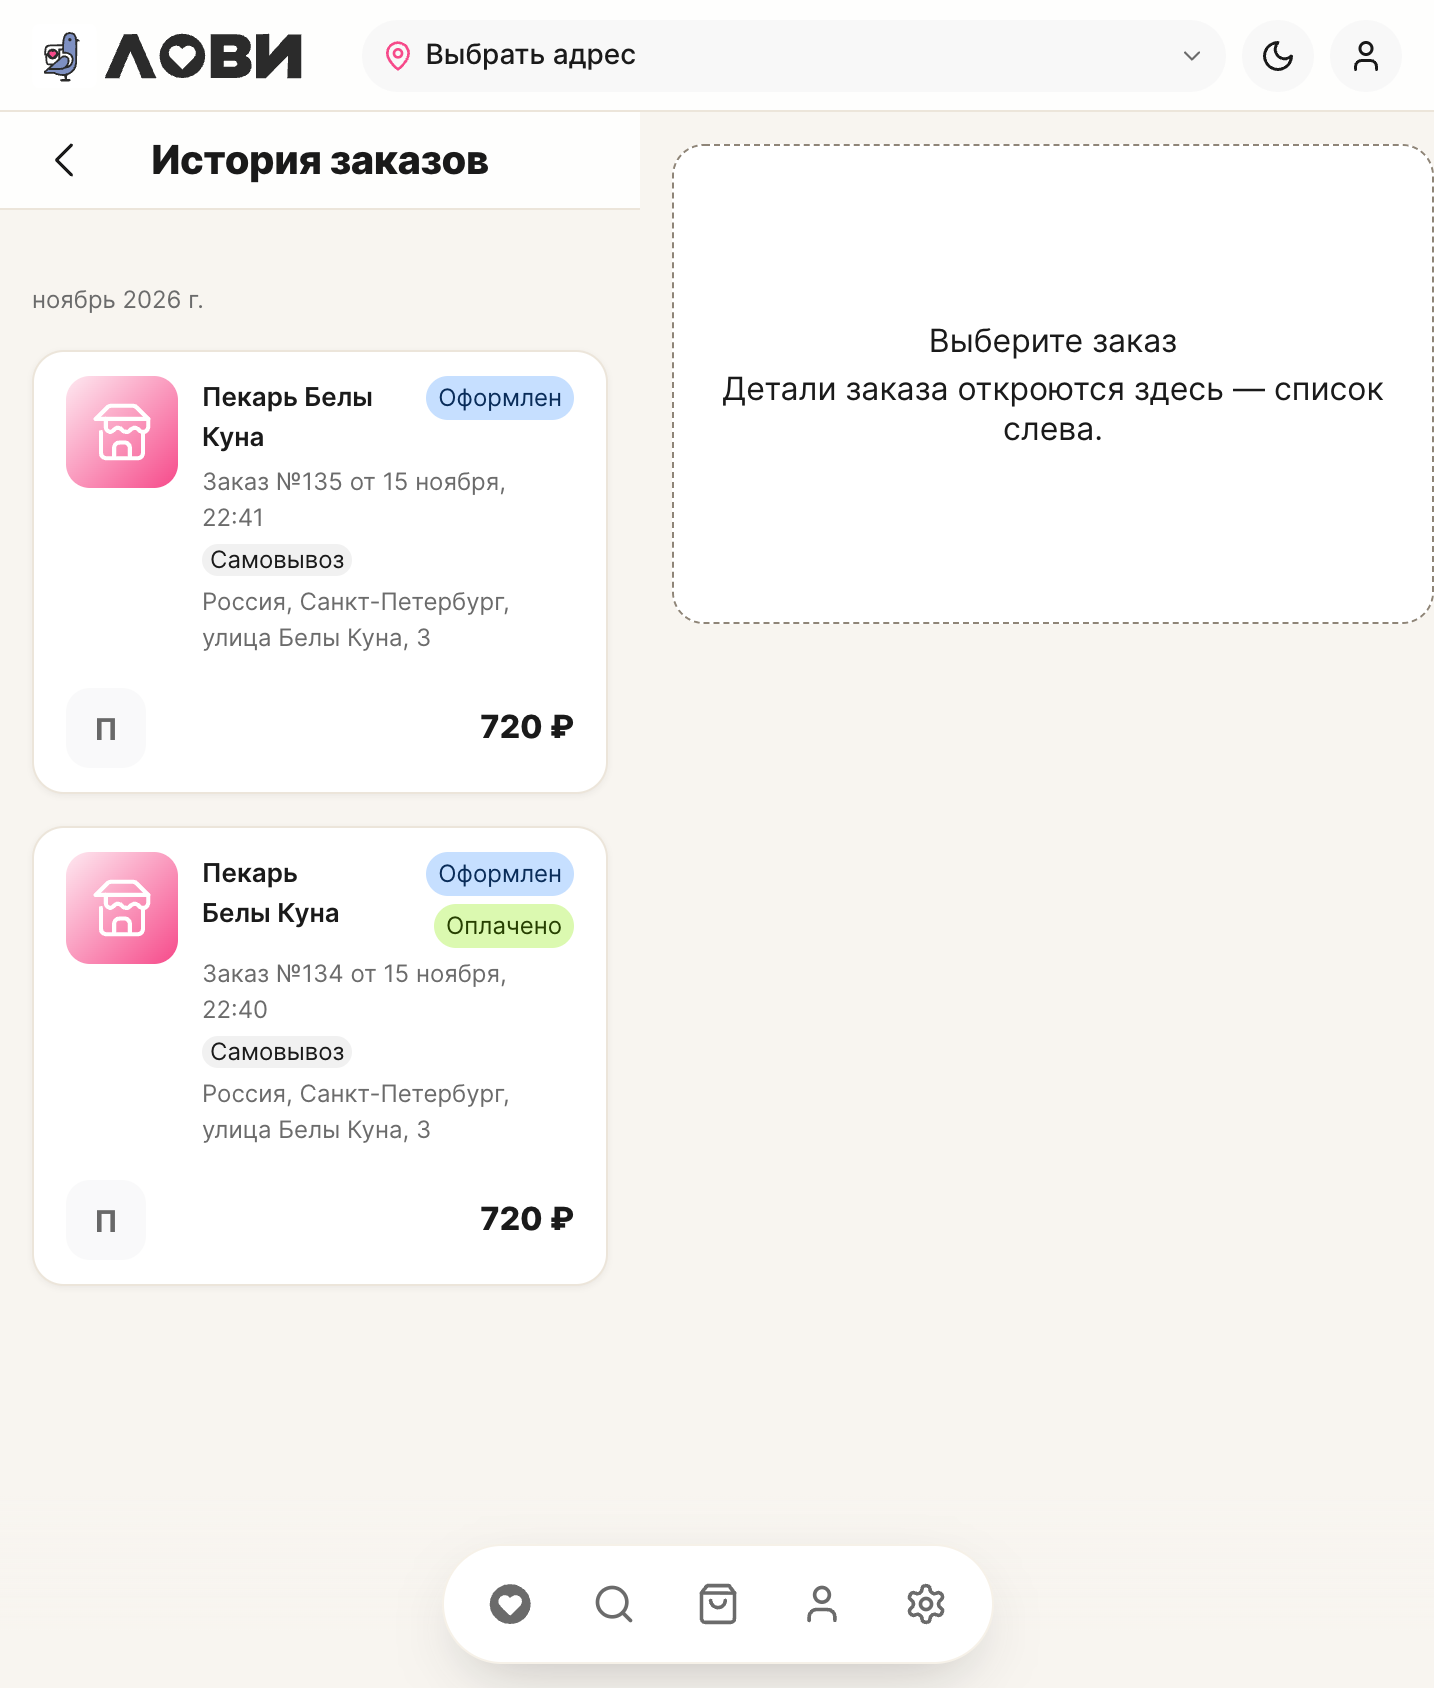 ЛОВИ
Выбрать адрес
История заказов
ноябрь 2026 г.
Пекарь Белы
Куна
Оформлен
Заказ №135 от 15 ноября,
22:41
Самовывоз
Россия, Санкт-Петербург,
улица Белы Куна, 3
П
720 ₽
Пекарь
Белы Куна
Оформлен
Оплачено
Заказ №134 от 15 ноября,
22:40
Самовывоз
Россия, Санкт-Петербург,
улица Белы Куна, 3
П
720 ₽
Выберите заказ
Детали заказа откроются здесь — список
слева.